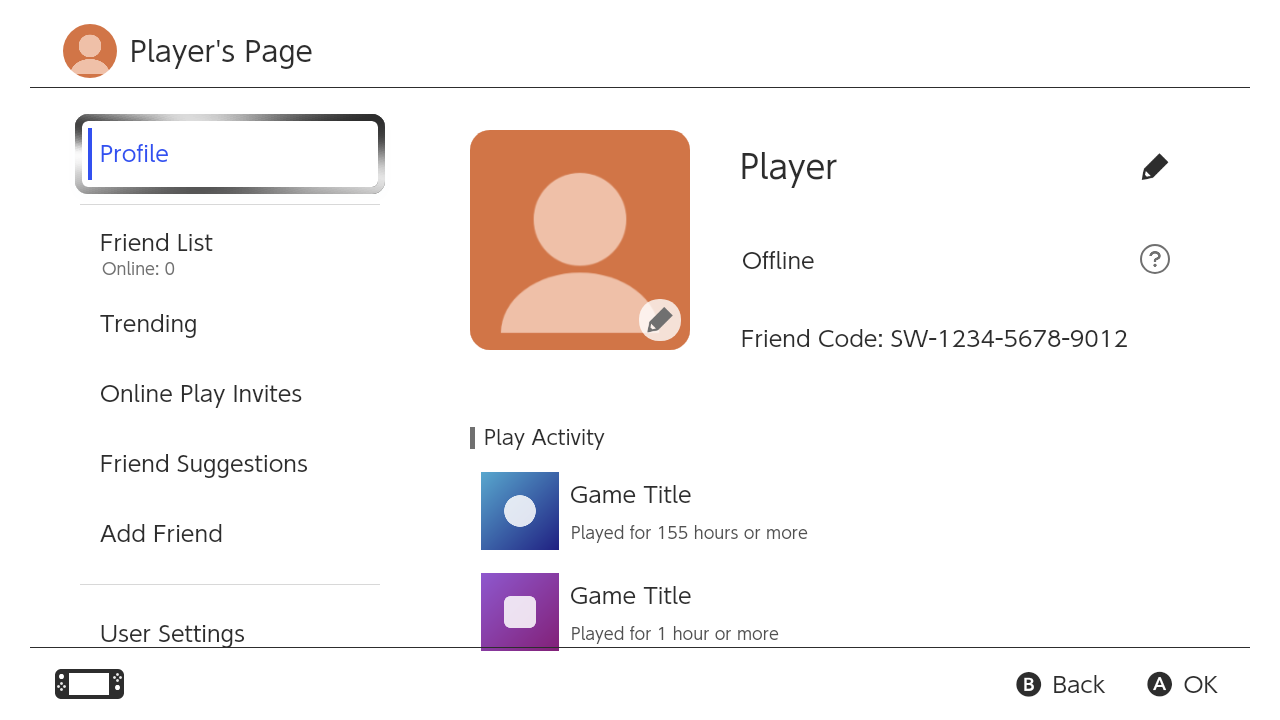 Player's Page
Profile
Friend List
Online: 0
Trending
Online Play Invites
Friend Suggestions
Add Friend
User Settings
Player
Offline
?
Friend Code: SW-1234-5678-9012
Play Activity
Game Title
Played for 155 hours or more
Game Title
Played for 1 hour or more
B Back
A OK